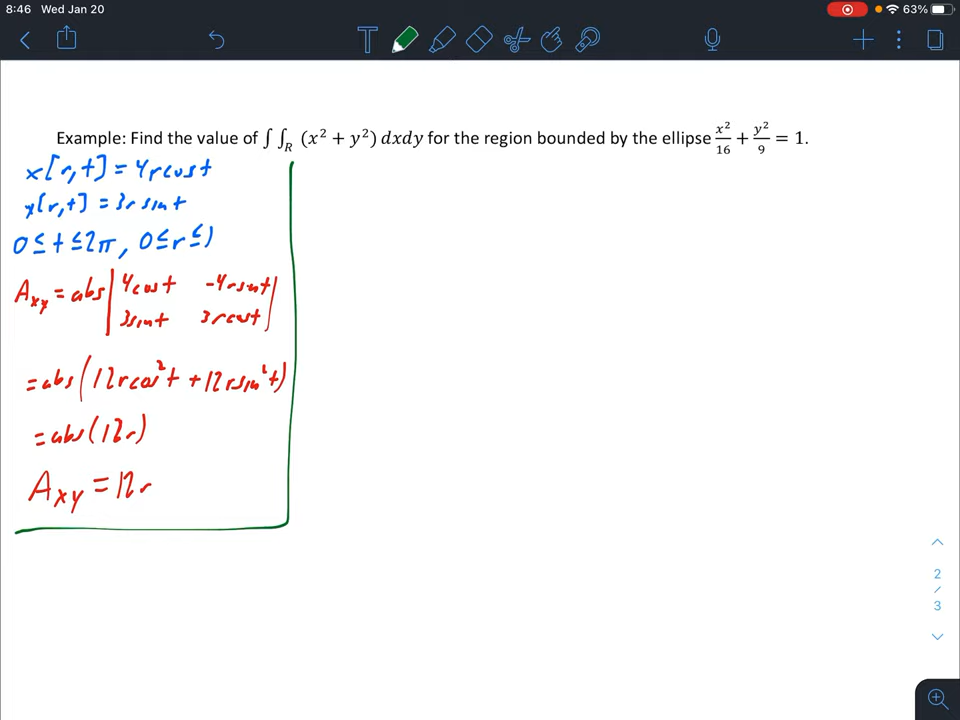 8:46 Wed Jan 20
63%
Example: Find the value of ∫ ∫_R (x² + y²) dxdy for the region bounded by the ellipse x²/16 + y²/9 = 1.
x[r,t] = 4rcost
y[r,t] = 3rsint
0 ≤ t ≤ 2π, 0 ≤ r ≤ 1
A_xy = abs | 4cost -4rsint |
| 3sint 3rcost |
= abs(12rcos²t + 12rsin²t)
= abs(12r)
A_xy = 12r
2
/
3